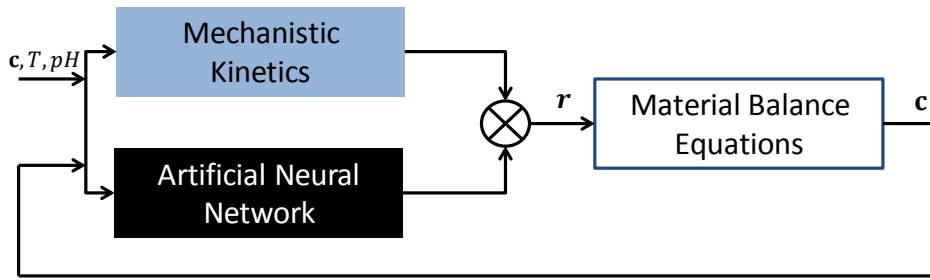 Mechanistic
Kinetics
c, T, pH
r
Material Balance
Equations
c
Artificial Neural
Network